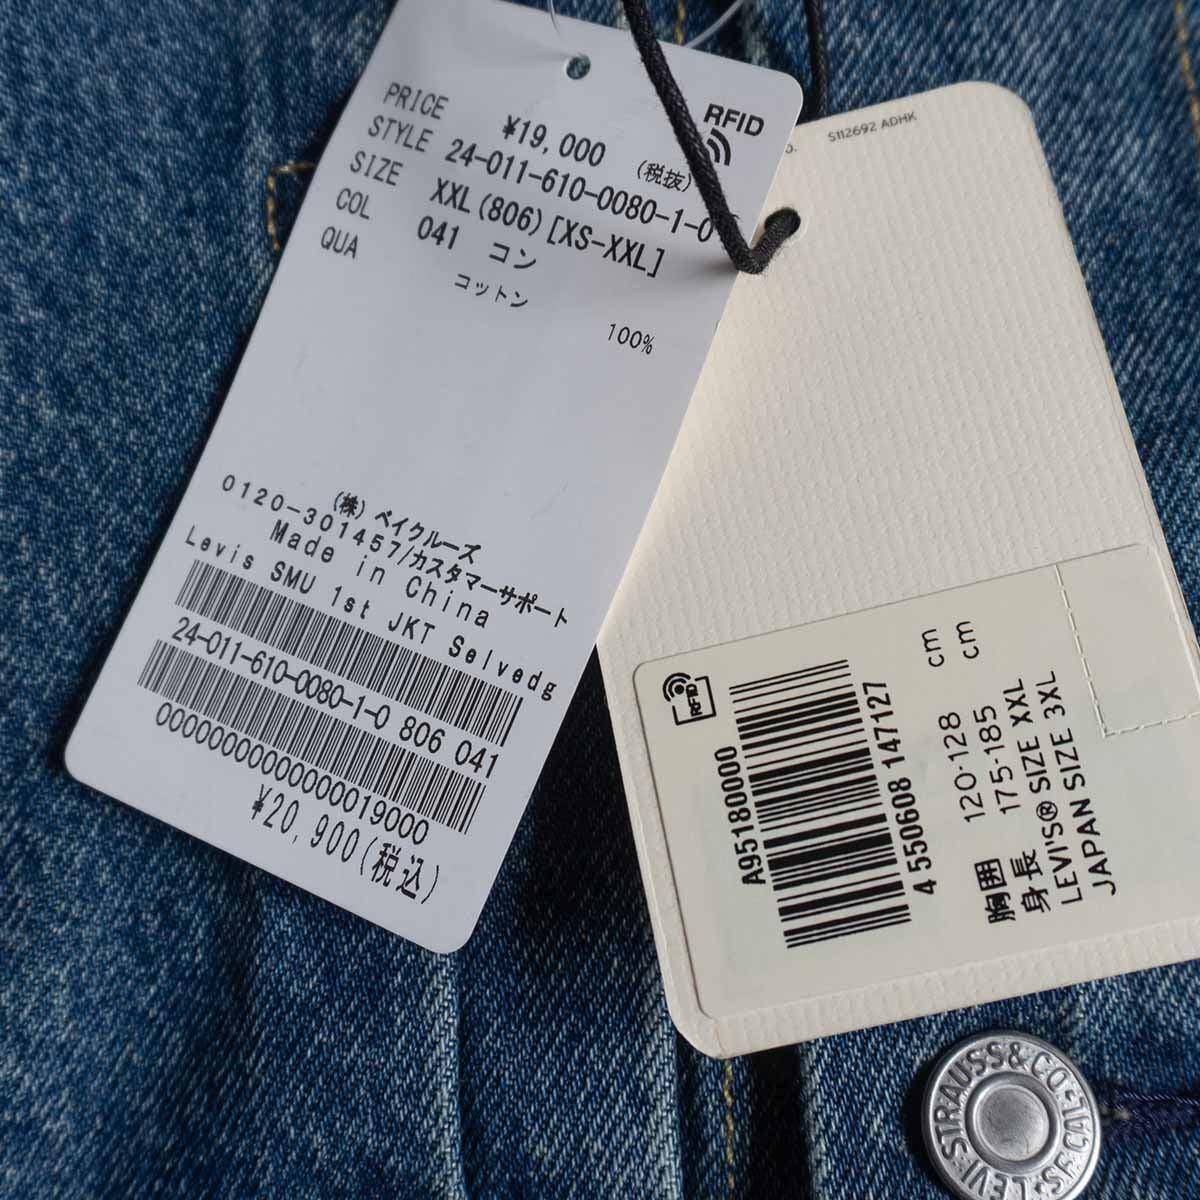 PRICE ¥19,000 (税抜)
STYLE 24-011-610-0080-1-0
SIZE XXL(806)[XS-XXL]
COL 041 コン
QUA コットン
100%
RFID
(株)ベイクルーズ
0120-301457/カスタマーサポート
Made in China
Levis SMU 1st JKT Selvedg
24-011-610-0080-1-0 806 041
00000000000000019000
¥20,900(税込)
S112692 ADHK
RFID
A95180000
4 550608 147127
胸囲 120-128 cm
身長 175-185 cm
LEVI'S® SIZE XXL
JAPAN SIZE 3XL
LEVI·STRAUSS&CO·S.F.CAL·